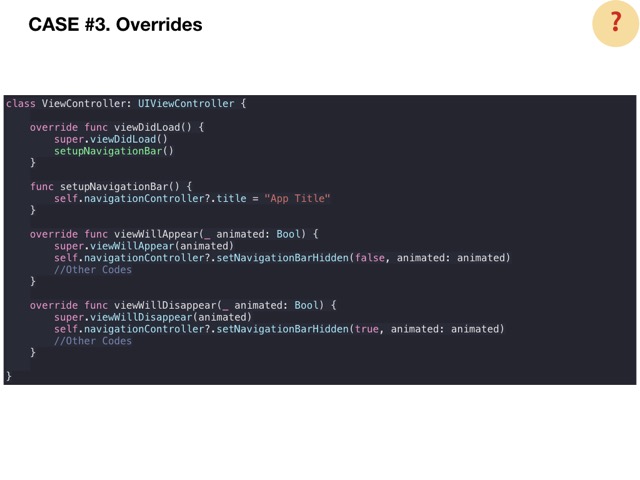 CASE #3. Overrides
?
class ViewController: UIViewController {
override func viewDidLoad() {
super.viewDidLoad()
setupNavigationBar()
}
func setupNavigationBar() {
self.navigationController?.title = "App Title"
}
override func viewWillAppear(_ animated: Bool) {
super.viewWillAppear(animated)
self.navigationController?.setNavigationBarHidden(false, animated: animated)
//Other Codes
}
override func viewWillDisappear(_ animated: Bool) {
super.viewWillDisappear(animated)
self.navigationController?.setNavigationBarHidden(true, animated: animated)
//Other Codes
}
}